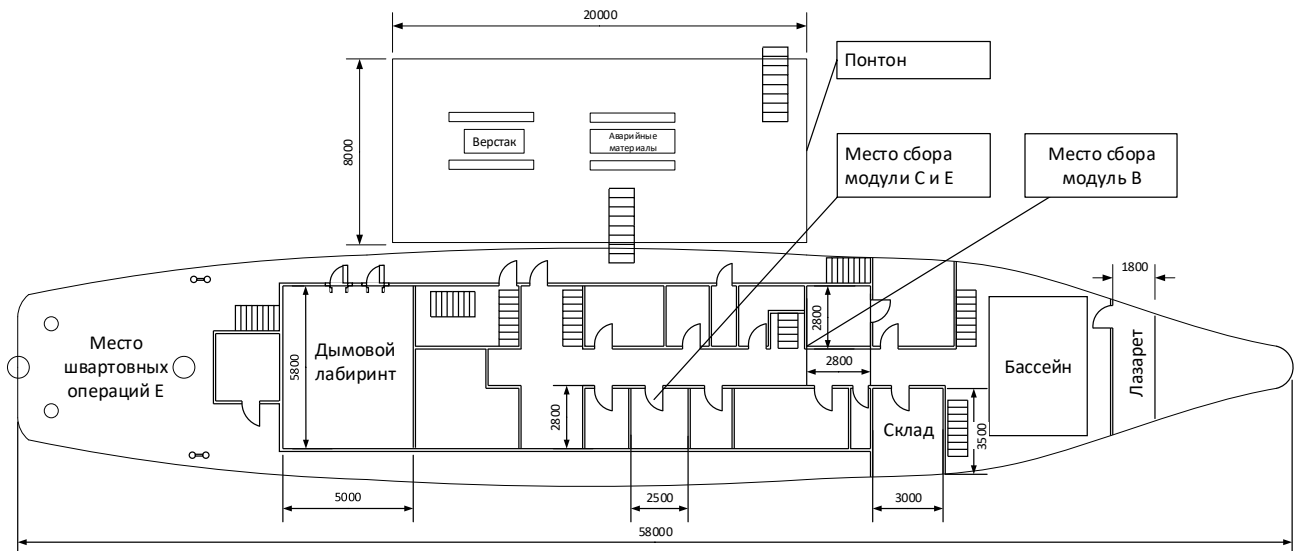 20000
Понтон
8000
Верстак
Аварийные
материалы
Место сбора
модули С и Е
Место сбора
модуль В
1800
Место
швартовных
операций Е
5800
Дымовой
лабиринт
2800
2800
Бассейн
Лазарет
2800
Склад
3500
5000
2500
3000
58000